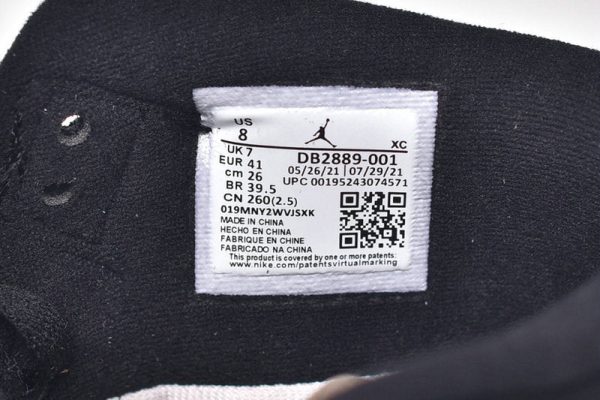 US
8
XC
UK 7
EUR 41
cm 26
BR 39.5
CN 260(2.5)
DB2889-001
05/26/21 | 07/29/21
UPC 00195243074571
019MNY2WVJSXK
MADE IN CHINA
HECHO EN CHINA
FABRIQUE EN CHINE
FABRICADO NA CHINA
This product is covered by one or more patents:
www.nike.com/patentsvirtualmarking